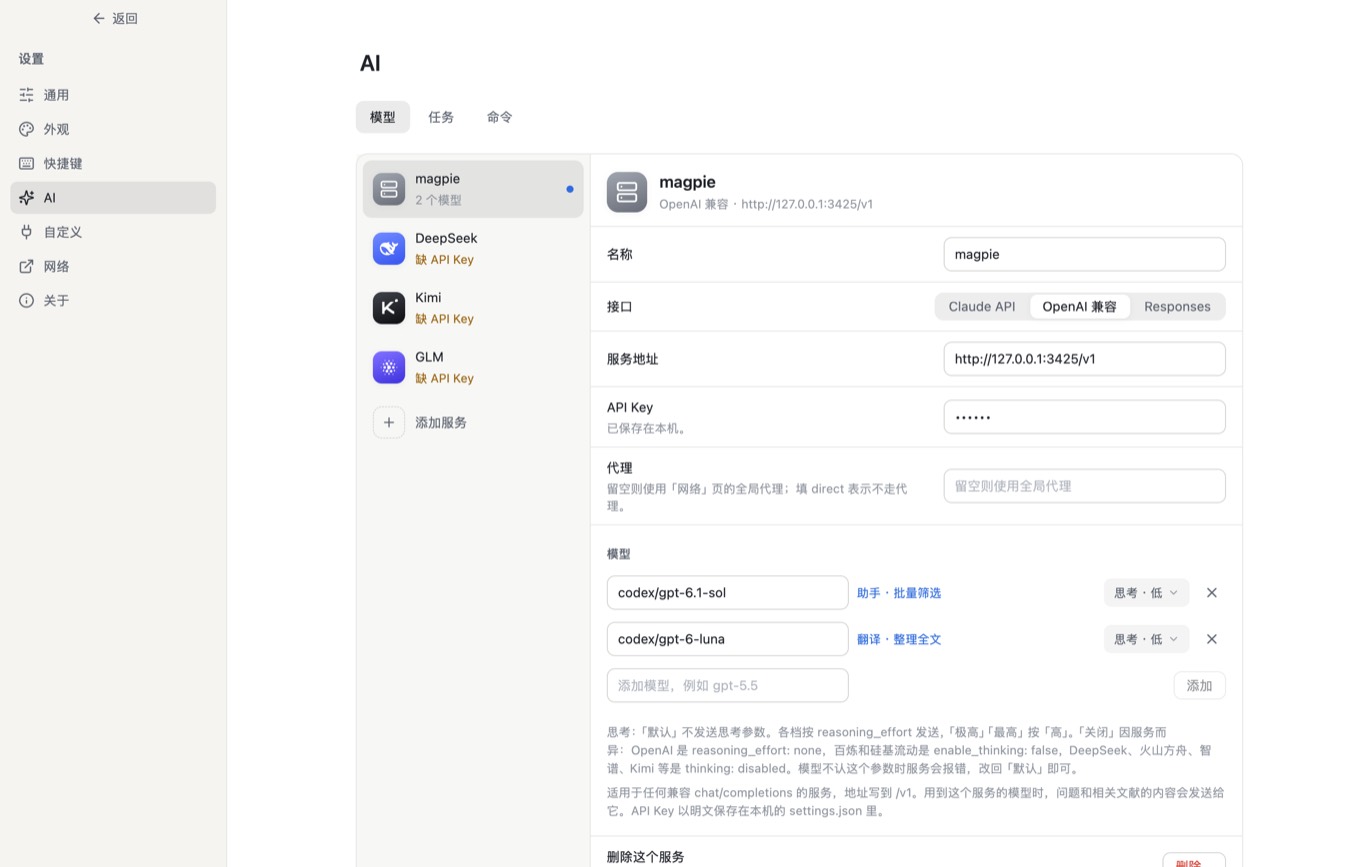 返回
设置
通用
外观
快捷键
AI
自定义
网络
关于
AI
模型
任务
命令
magpie
2 个模型
DeepSeek
缺 API Key
Kimi
缺 API Key
GLM
缺 API Key
添加服务
magpie
OpenAI 兼容 · http://127.0.0.1:3425/v1
名称
magpie
接口
Claude API
OpenAI 兼容
Responses
服务地址
http://127.0.0.1:3425/v1
API Key
已保存在本机。
••••••
代理
留空则使用「网络」页的全局代理；填 direct 表示不走代
理。
留空则使用全局代理
模型
codex/gpt-6.1-sol
助手 · 批量筛选
思考 · 低
codex/gpt-6-luna
翻译 · 整理全文
思考 · 低
添加模型，例如 gpt-5.5
添加
思考：「默认」不发送思考参数。各档按 reasoning_effort 发送，「极高」「最高」按「高」。「关闭」因服务而
异：OpenAI 是 reasoning_effort: none，百炼和硅基流动是 enable_thinking: false，DeepSeek、火山方舟、智
谱、Kimi 等是 thinking: disabled。模型不认这个参数时服务会报错，改回「默认」即可。
适用于任何兼容 chat/completions 的服务，地址写到 /v1。用到这个服务的模型时，问题和相关文献的内容会发送给
它。API Key 以明文保存在本机的 settings.json 里。
删除这个服务
删除